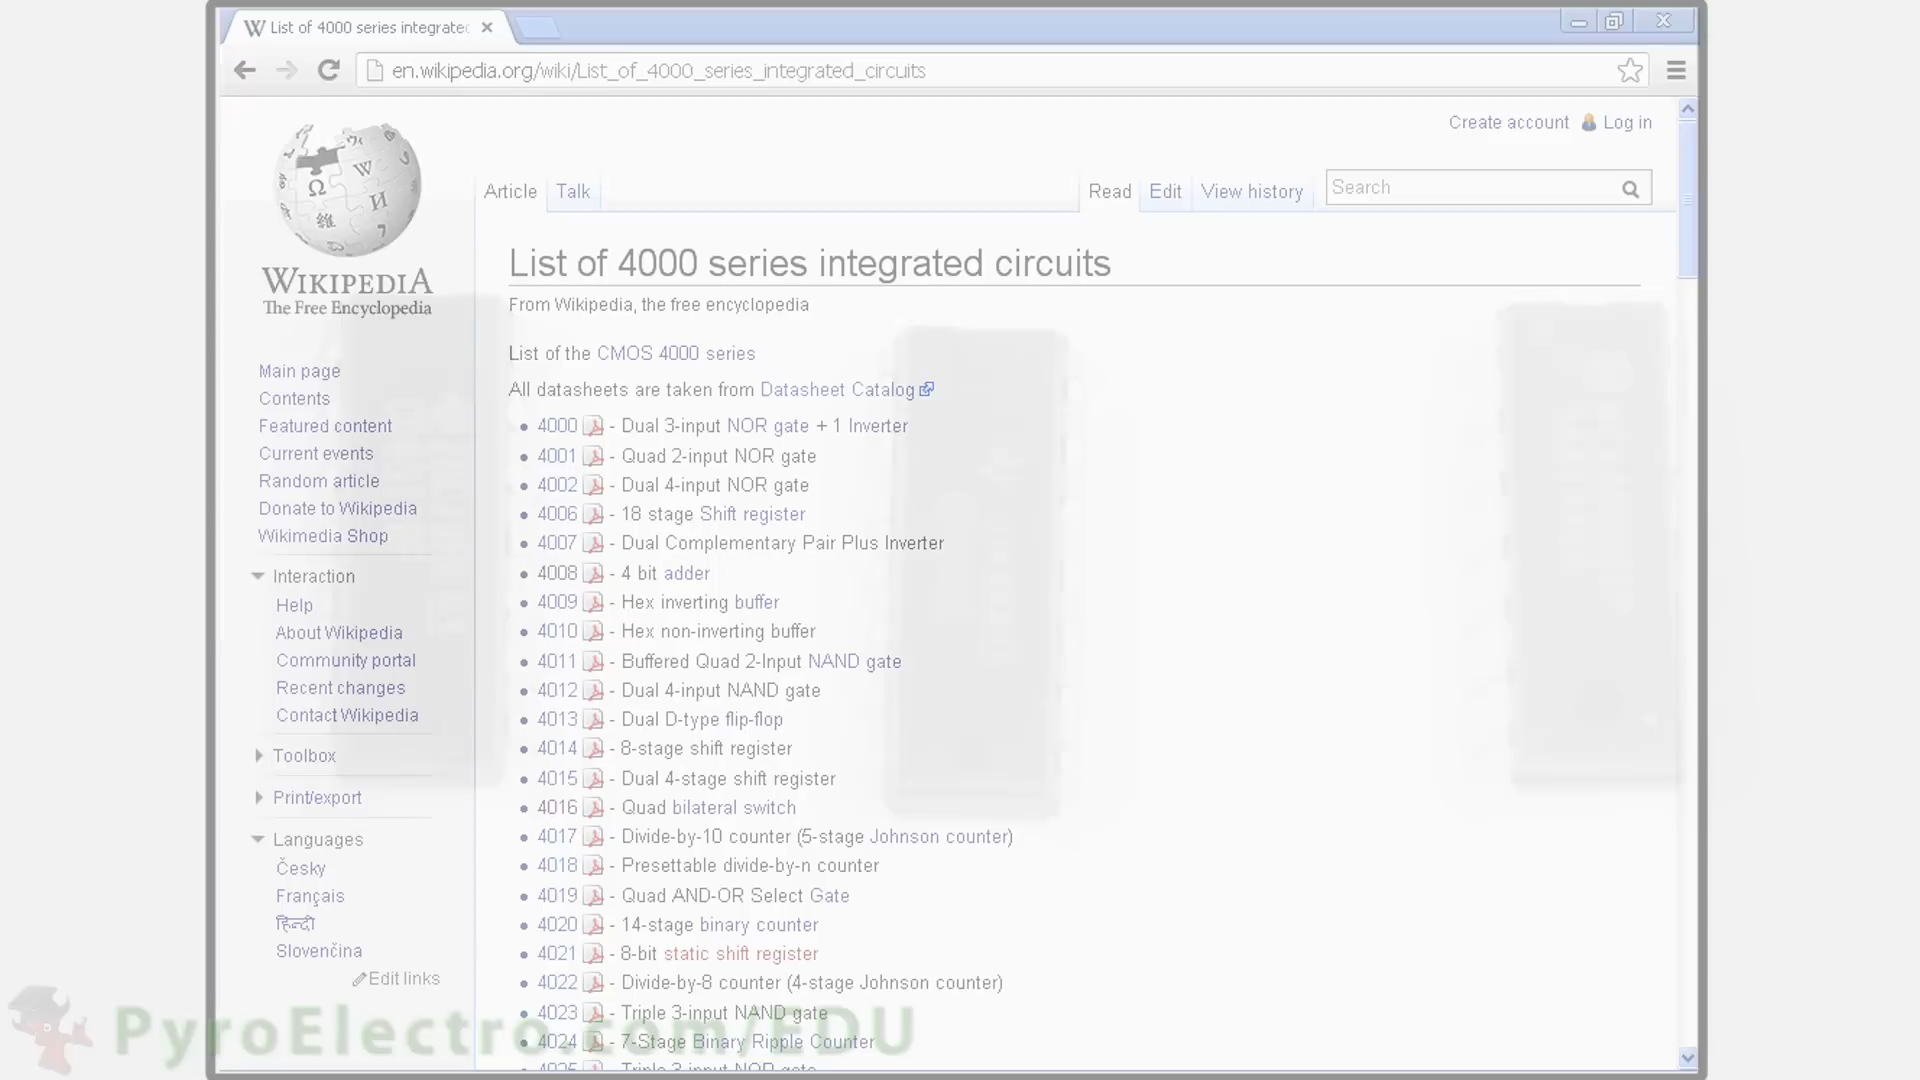 List of 4000 series integrate
en.wikipedia.org/wiki/List_of_4000_series_integrated_circuits
Create account Log in
Article Talk Read Edit View history Search
WIKIPEDIA
The Free Encyclopedia
Main page
Contents
Featured content
Current events
Random article
Donate to Wikipedia
Wikimedia Shop
Interaction
Help
About Wikipedia
Community portal
Recent changes
Contact Wikipedia
Toolbox
Print/export
Languages
Česky
Français
हिन्दी
Slovenčina
Edit links
List of 4000 series integrated circuits
From Wikipedia, the free encyclopedia
List of the CMOS 4000 series
All datasheets are taken from Datasheet Catalog
4000 - Dual 3-input NOR gate + 1 Inverter
4001 - Quad 2-input NOR gate
4002 - Dual 4-input NOR gate
4006 - 18 stage Shift register
4007 - Dual Complementary Pair Plus Inverter
4008 - 4 bit adder
4009 - Hex inverting buffer
4010 - Hex non-inverting buffer
4011 - Buffered Quad 2-Input NAND gate
4012 - Dual 4-input NAND gate
4013 - Dual D-type flip-flop
4014 - 8-stage shift register
4015 - Dual 4-stage shift register
4016 - Quad bilateral switch
4017 - Divide-by-10 counter (5-stage Johnson counter)
4018 - Presettable divide-by-n counter
4019 - Quad AND-OR Select Gate
4020 - 14-stage binary counter
4021 - 8-bit static shift register
4022 - Divide-by-8 counter (4-stage Johnson counter)
4023 - Triple 3-input NAND gate
4024 - 7-Stage Binary Ripple Counter
4025 - Triple 3-input NOR gate
PyroElectro.com/EDU